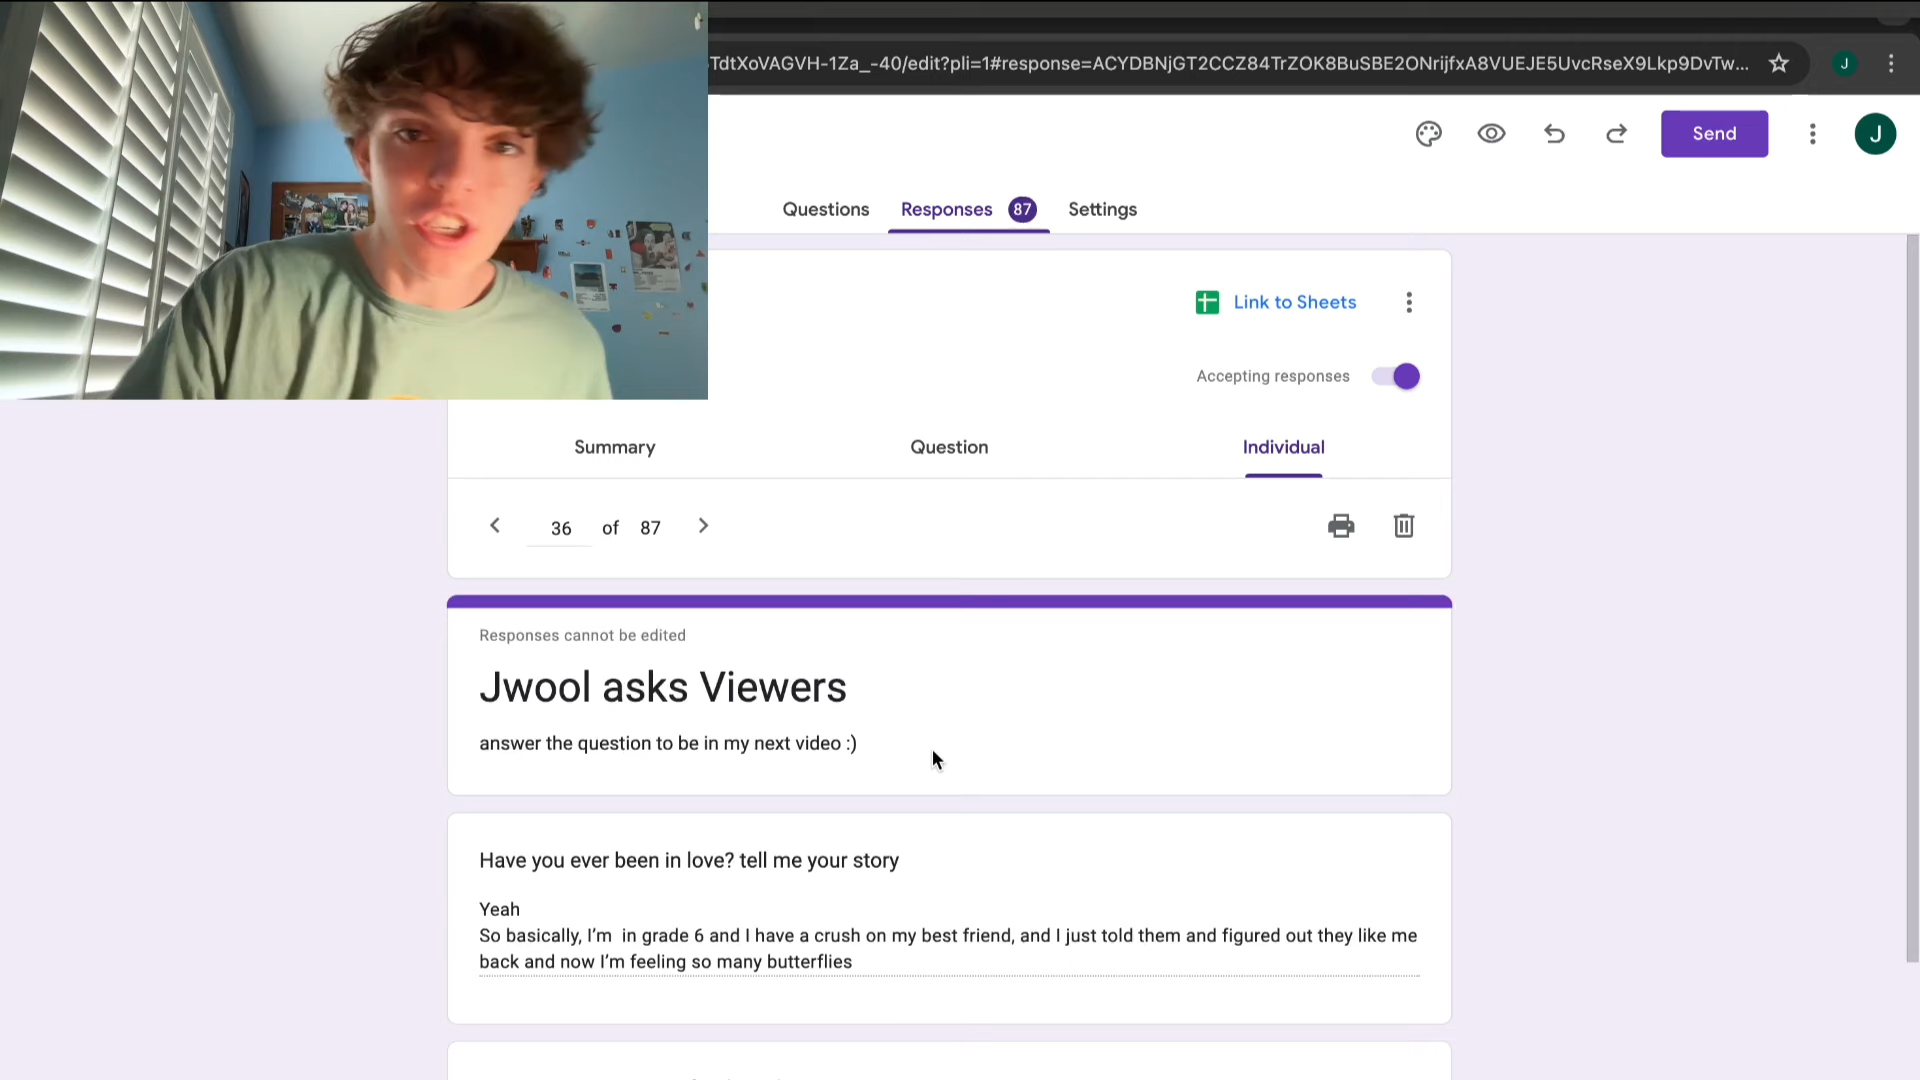 TdtXoVAGVH-1Za_-40/edit?pli=1#response=ACYDBNjGT2CCZ84TrZOK8BuSBE2ONrijfxA8VUEJE5UvcRseX9Lkp9DvTw...
J
Send
J
Questions
Responses 87
Settings
Link to Sheets
Accepting responses
Summary
Question
Individual
36 of 87
Responses cannot be edited
Jwool asks Viewers
answer the question to be in my next video :)
Have you ever been in love? tell me your story
Yeah
So basically, I'm in grade 6 and I have a crush on my best friend, and I just told them and figured out they like me
back and now I'm feeling so many butterflies